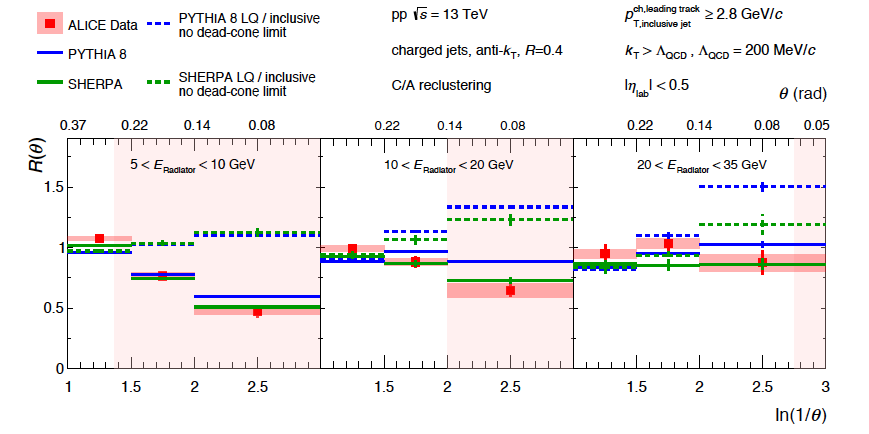 ALICE Data
PYTHIA 8
SHERPA
PYTHIA 8 LQ / inclusive
no dead-cone limit
SHERPA LQ / inclusive
no dead-cone limit
pp √s = 13 TeV
charged jets, anti-kT, R=0.4
C/A reclustering
p ch,leading track T,inclusive jet ≥ 2.8 GeV/c
kT > ΛQCD , ΛQCD = 200 MeV/c
|ηlab| < 0.5
θ (rad)
0.37 0.22 0.14 0.08 0.22 0.14 0.08 0.22 0.14 0.08 0.05
R(θ)
5 < ERadiator < 10 GeV
10 < ERadiator < 20 GeV
20 < ERadiator < 35 GeV
1.5
1
0.5
0
1 1.5 2 2.5 1.5 2 2.5 1.5 2 2.5 3
ln(1/θ)